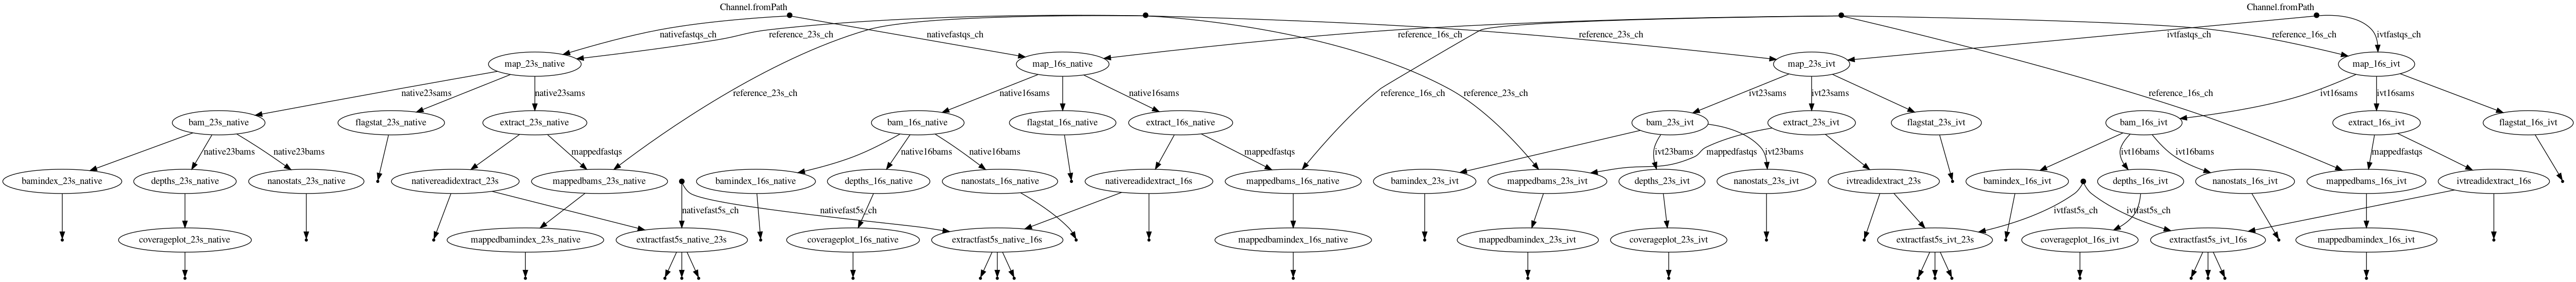 Channel.fromPath
Channel.fromPath
nativefastqs_ch
reference_23s_ch
nativefastqs_ch
reference_16s_ch
reference_23s_ch
ivtfastqs_ch
reference_16s_ch
ivtfastqs_ch
map_23s_native
map_16s_native
map_23s_ivt
map_16s_ivt
native23sams
native23sams
reference_23s_ch
native16sams
native16sams
reference_16s_ch
reference_23s_ch
ivt23sams
ivt23sams
reference_16s_ch
ivt16sams
ivt16sams
bam_23s_native
flagstat_23s_native
extract_23s_native
bam_16s_native
flagstat_16s_native
extract_16s_native
bam_23s_ivt
extract_23s_ivt
flagstat_23s_ivt
bam_16s_ivt
extract_16s_ivt
flagstat_16s_ivt
native23bams
native23bams
mappedfastqs
native16bams
native16bams
mappedfastqs
ivt23bams
mappedfastqs
ivt23bams
ivt16bams
ivt16bams
mappedfastqs
bamindex_23s_native
depths_23s_native
nanostats_23s_native
nativereadidextract_23s
mappedbams_23s_native
bamindex_16s_native
depths_16s_native
nanostats_16s_native
nativereadidextract_16s
mappedbams_16s_native
bamindex_23s_ivt
mappedbams_23s_ivt
depths_23s_ivt
nanostats_23s_ivt
ivtreadidextract_23s
bamindex_16s_ivt
depths_16s_ivt
nanostats_16s_ivt
mappedbams_16s_ivt
ivtreadidextract_16s
nativefast5s_ch
nativefast5s_ch
ivtfast5s_ch
ivtfast5s_ch
coverageplot_23s_native
mappedbamindex_23s_native
extractfast5s_native_23s
coverageplot_16s_native
extractfast5s_native_16s
mappedbamindex_16s_native
mappedbamindex_23s_ivt
coverageplot_23s_ivt
extractfast5s_ivt_23s
coverageplot_16s_ivt
extractfast5s_ivt_16s
mappedbamindex_16s_ivt